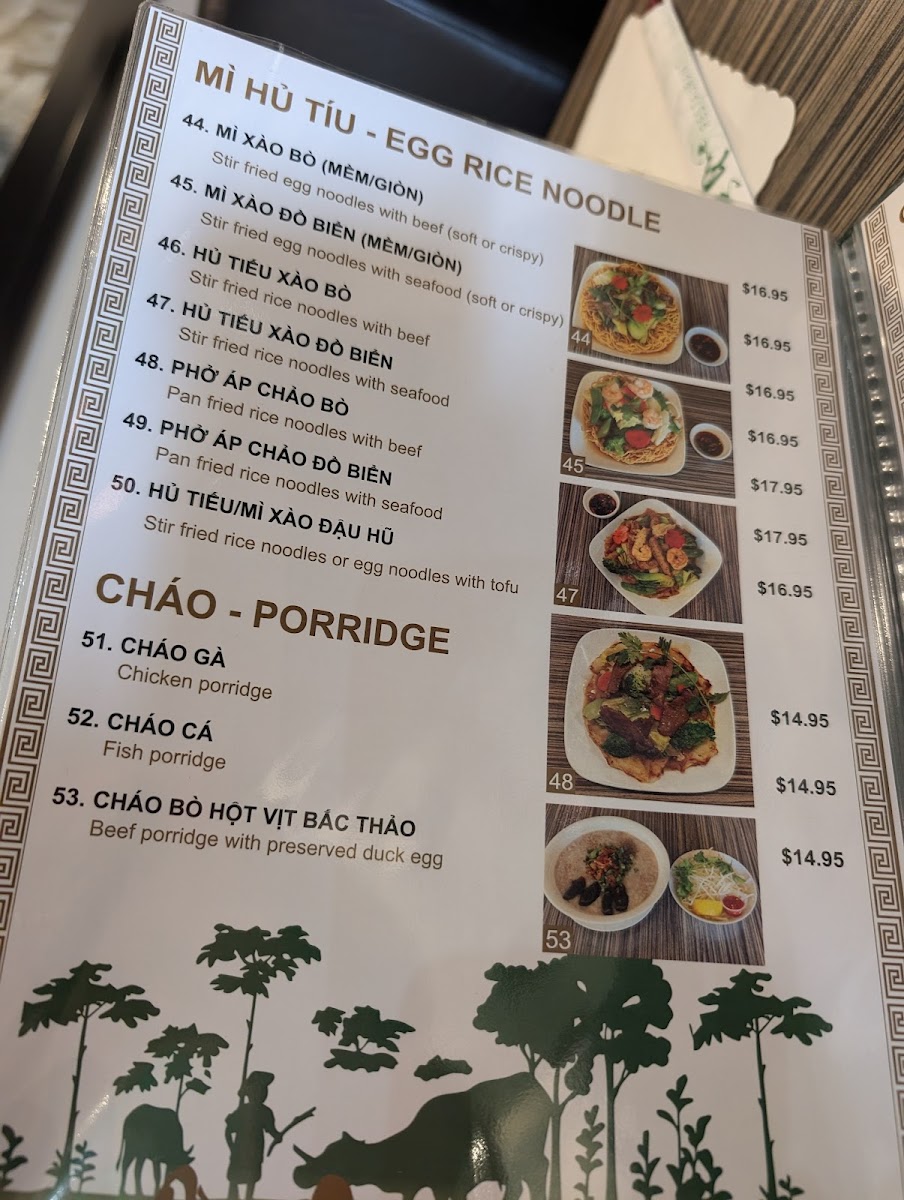 MÌ HỦ TÍU - EGG RICE NOODLE
44. MÌ XÀO BÒ (MÈM/GIÒN)
Stir fried egg noodles with beef (soft or crispy)
$16.95
45. MÌ XÀO ĐÒ BIỂN (MÈM/GIÒN)
Stir fried egg noodles with seafood (soft or crispy)
$16.95
46. HỦ TIẾU XÀO BÒ
Stir fried rice noodles with beef
$16.95
47. HỦ TIẾU XÀO ĐỒ BIỂN
Stir fried rice noodles with seafood
$16.95
48. PHỞ ÁP CHẢO BÒ
Pan fried rice noodles with beef
$17.95
49. PHỞ ÁP CHẢO ĐỒ BIỂN
Pan fried rice noodles with seafood
$17.95
50. HỦ TIẾU/MÌ XÀO ĐẬU HŨ
Stir fried rice noodles or egg noodles with tofu
$16.95
44
45
47
48
53
CHÁO - PORRIDGE
51. CHÁO GÀ
Chicken porridge
$14.95
52. CHÁO CÁ
Fish porridge
$14.95
53. CHÁO BÒ HỘT VỊT BẮC THẢO
Beef porridge with preserved duck egg
$14.95